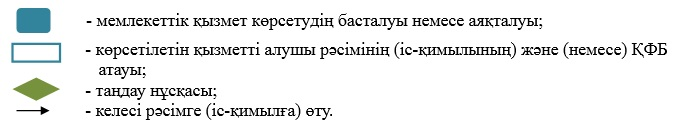 - мемлекеттік қызмет көрсетудің басталуы немесе аяқталуы;
- көрсетілетін қызметті алушы рәсімінің (іс-қимылының) және (немесе) ҚФБ
атауы;
- таңдау нұсқасы;
- келесі рәсімге (іс-қимылға) өту.